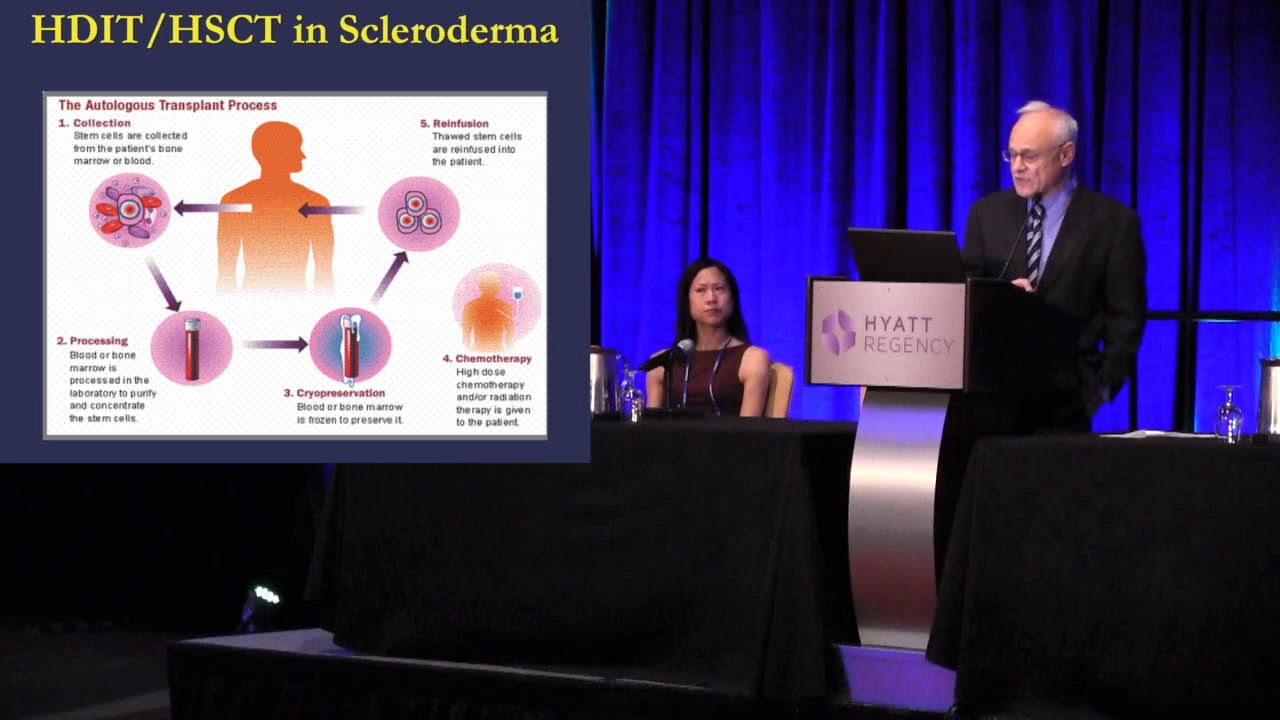 HDIT/HSCT in Scleroderma
The Autologous Transplant Process
1. Collection
Stem cells are collected
from the patient's bone
marrow or blood.
5. Reinfusion
Thawed stem cells
are reinfused into
the patient.
2. Processing
Blood or bone
marrow is
processed in the
laboratory to purify
and concentrate
the stem cells.
3. Cryopreservation
Blood or bone marrow
is frozen to preserve it.
4. Chemotherapy
High dose
chemotherapy
and/or radiation
therapy is given
to the patient.
HYATT
REGENCY